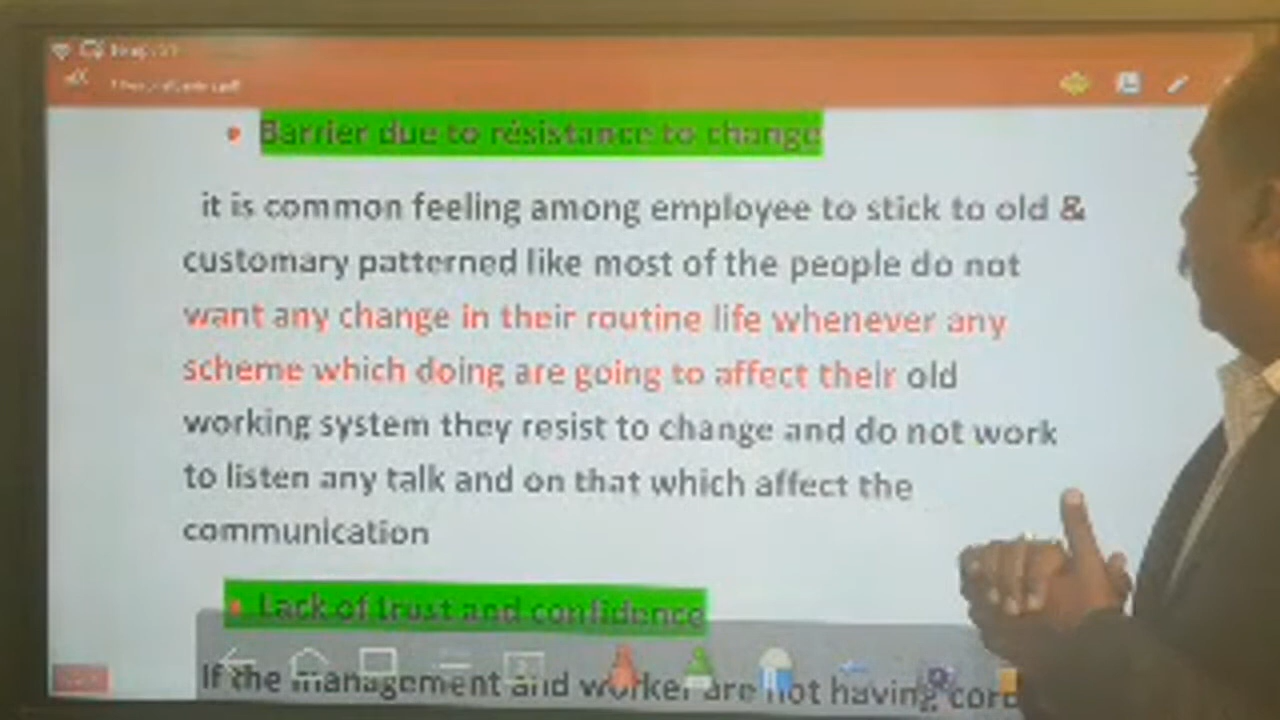 Barrier due to résistance to change
it is common feeling among employee to stick to old &
customary patterned like most of the people do not
want any change in their routine life whenever any
scheme which doing are going to affect their old
working system they resist to change and do not work
to listen any talk and on that which affect the
communication
Lack of trust and confidence
If the management and worker are not having